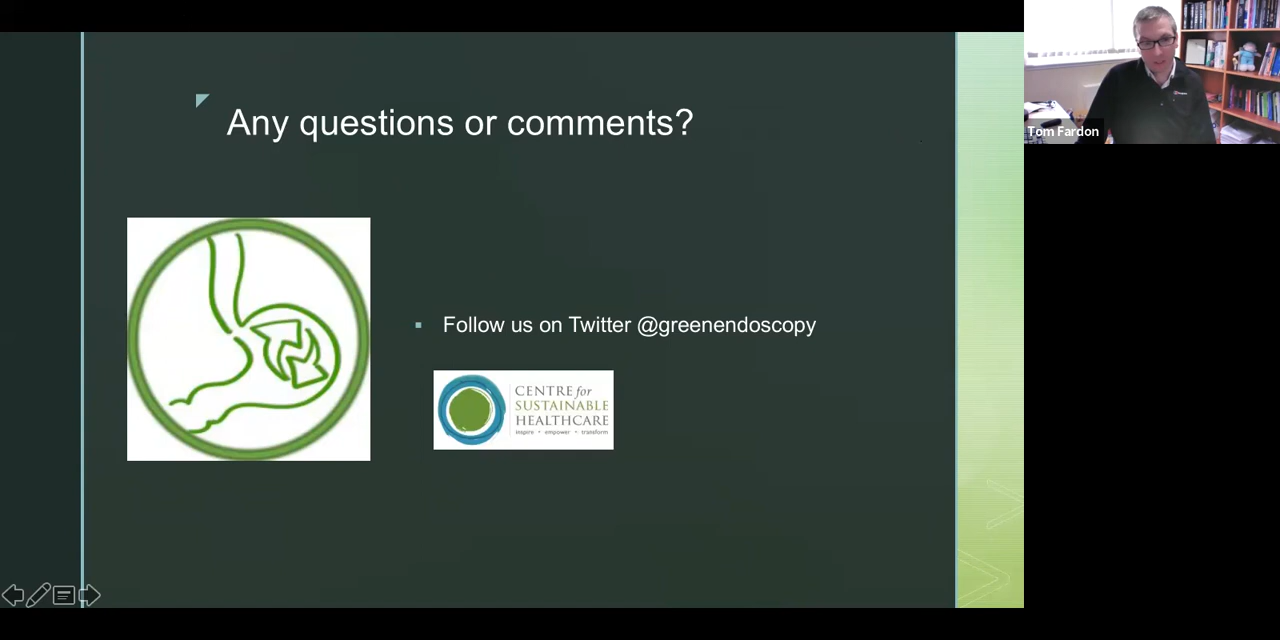 Any questions or comments?
Follow us on Twitter @greenendoscopy
CENTRE for
SUSTAINABLE
HEALTHCARE
inspire • empower • transform
Tom Fardon